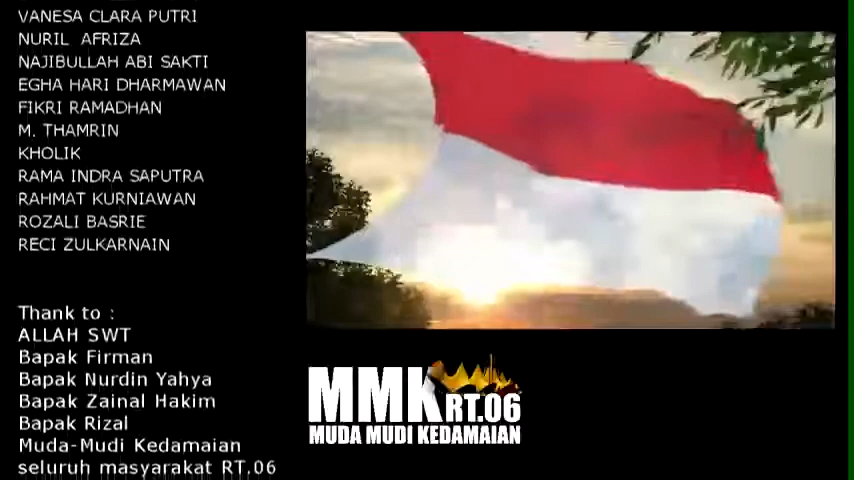 VANESA CLARA PUTRI
NURIL AFRIZA
NAJIBULLAH ABI SAKTI
EGHA HARI DHARMAWAN
FIKRI RAMADHAN
M. THAMRIN
KHOLIK
RAMA INDRA SAPUTRA
RAHMAT KURNIAWAN
ROZALI BASRIE
RECI ZULKARNAIN
Thank to :
ALLAH SWT
Bapak Firman
Bapak Nurdin Yahya
Bapak Zainal Hakim
Bapak Rizal
Muda-Mudi Kedamaian
seluruh masyarakat RT.06
MMK RT.06
MUDA MUDI KEDAMAIAN